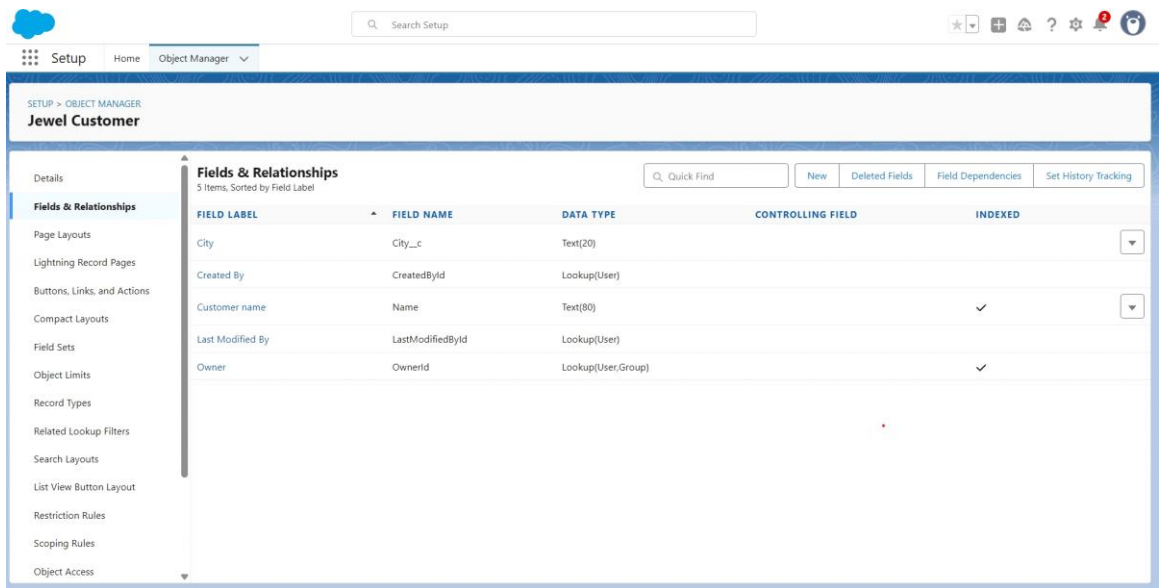 Search Setup
2
Setup
Home
Object Manager
SETUP > OBJECT MANAGER
Jewel Customer
Details
Fields & Relationships
Page Layouts
Lightning Record Pages
Buttons, Links, and Actions
Compact Layouts
Field Sets
Object Limits
Record Types
Related Lookup Filters
Search Layouts
List View Button Layout
Restriction Rules
Scoping Rules
Object Access
Fields & Relationships
5 Items, Sorted by Field Label
Quick Find
New
Deleted Fields
Field Dependencies
Set History Tracking
FIELD LABEL FIELD NAME DATA TYPE CONTROLLING FIELD INDEXED
City City__c Text(20)
Created By CreatedById Lookup(User)
Customer name Name Text(80)
Last Modified By LastModifiedById Lookup(User)
Owner OwnerId Lookup(User,Group)